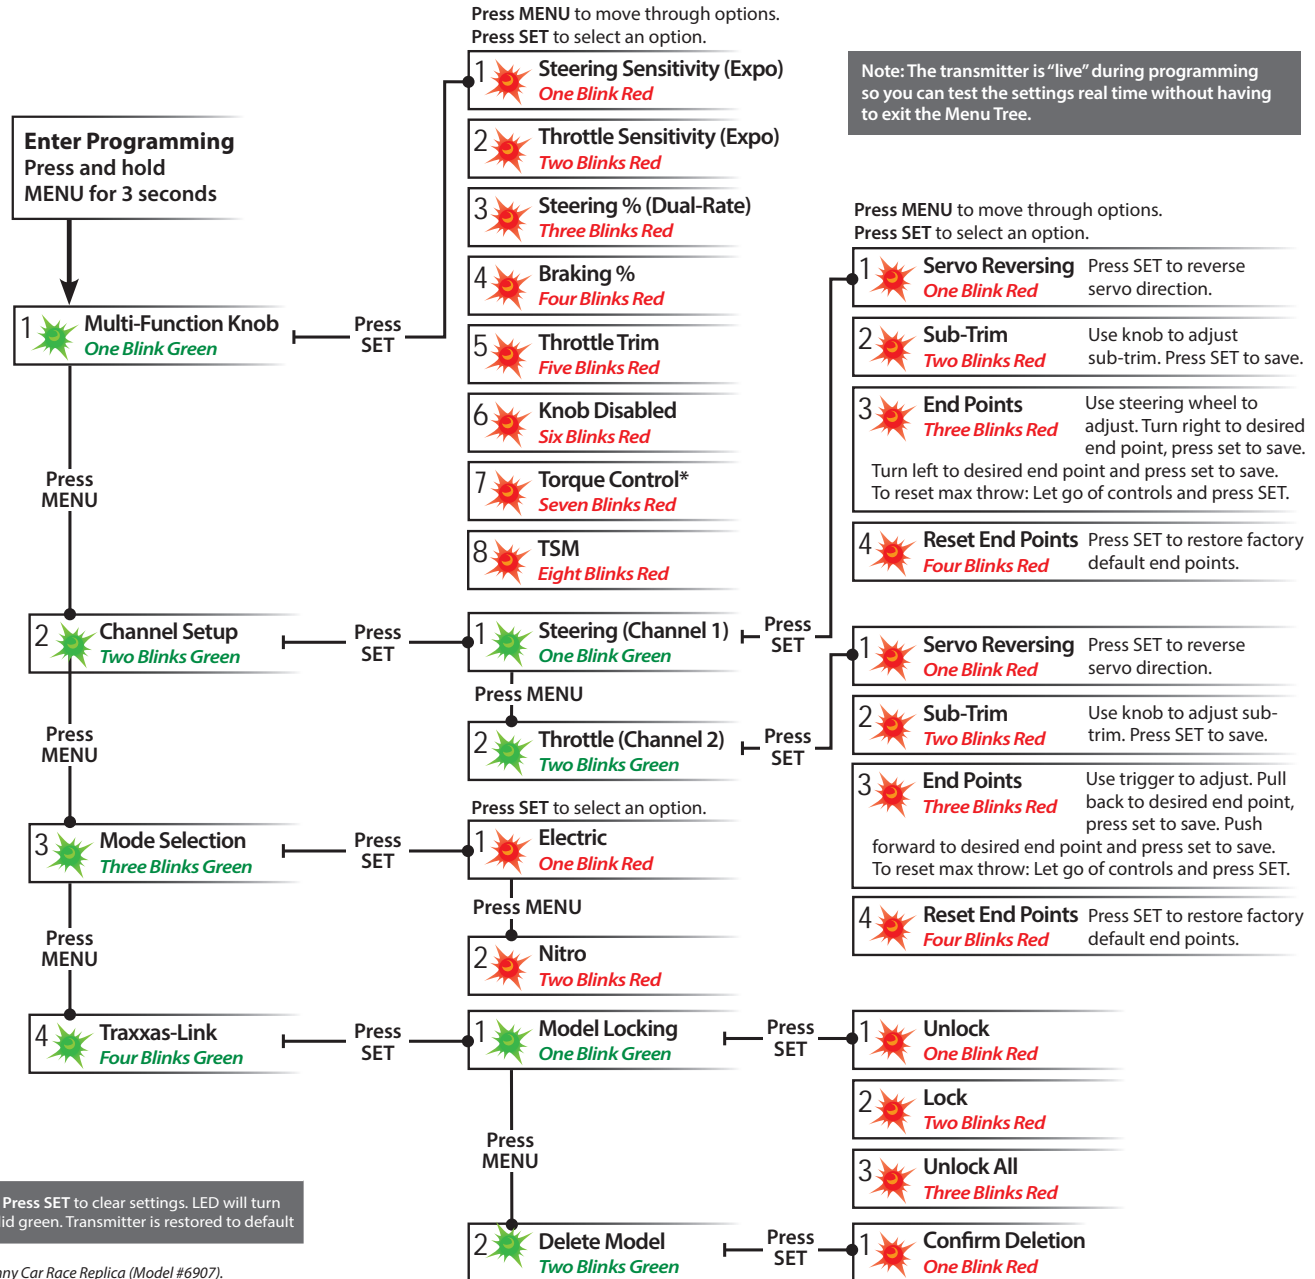 Press MENU to move through options.
Press SET to select an option.
1 Steering Sensitivity (Expo)
One Blink Red
2 Throttle Sensitivity (Expo)
Two Blinks Red
3 Steering % (Dual-Rate)
Three Blinks Red
4 Braking %
Four Blinks Red
5 Throttle Trim
Five Blinks Red
6 Knob Disabled
Six Blinks Red
7 Torque Control*
Seven Blinks Red
8 TSM
Eight Blinks Red
Note: The transmitter is “live” during programming
so you can test the settings real time without having
to exit the Menu Tree.
Enter Programming
Press and hold
MENU for 3 seconds
1 Multi-Function Knob
One Blink Green
Press
SET
Press
MENU
2 Channel Setup
Two Blinks Green
Press
SET
1 Steering (Channel 1)
One Blink Green
Press
SET
Press MENU
2 Throttle (Channel 2)
Two Blinks Green
Press
SET
Press MENU to move through options.
Press SET to select an option.
1 Servo Reversing
One Blink Red
Press SET to reverse
servo direction.
2 Sub-Trim
Two Blinks Red
Use knob to adjust
sub-trim. Press SET to save.
3 End Points
Three Blinks Red
Use steering wheel to
adjust. Turn right to desired
end point, press set to save.
Turn left to desired end point and press set to save.
To reset max throw: Let go of controls and press SET.
4 Reset End Points
Four Blinks Red
Press SET to restore factory
default end points.
1 Servo Reversing
One Blink Red
Press SET to reverse
servo direction.
2 Sub-Trim
Two Blinks Red
Use knob to adjust sub-
trim. Press SET to save.
3 End Points
Three Blinks Red
Use trigger to adjust. Pull
back to desired end point,
press set to save. Push
forward to desired end point and press set to save.
To reset max throw: Let go of controls and press SET.
4 Reset End Points
Four Blinks Red
Press SET to restore factory
default end points.
Press
MENU
3 Mode Selection
Three Blinks Green
Press
SET
Press SET to select an option.
1 Electric
One Blink Red
Press MENU
2 Nitro
Two Blinks Red
Press
MENU
4 Traxxas-Link
Four Blinks Green
Press
SET
1 Model Locking
One Blink Green
Press
SET
1 Unlock
One Blink Red
2 Lock
Two Blinks Red
3 Unlock All
Three Blinks Red
Press
MENU
2 Delete Model
Two Blinks Green
Press
SET
1 Confirm Deletion
One Blink Red
Press SET to clear settings. LED will turn
green. Transmitter is restored to default
Car Race Replica (Model #6907).